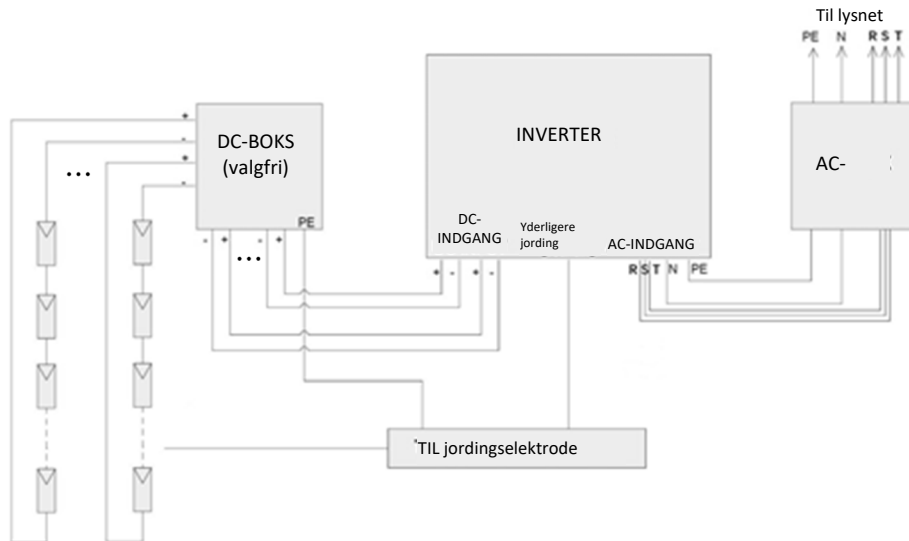 Til lysnet
PE N R S T
+
-
+
-
DC-BOKS
(valgfri)
PE
- + ... - +
...
INVERTER
DC-
INDGANG
Yderligere
jording
AC-INDGANG
+ - + -
R S T N PE
AC-
TIL jordingselektrode